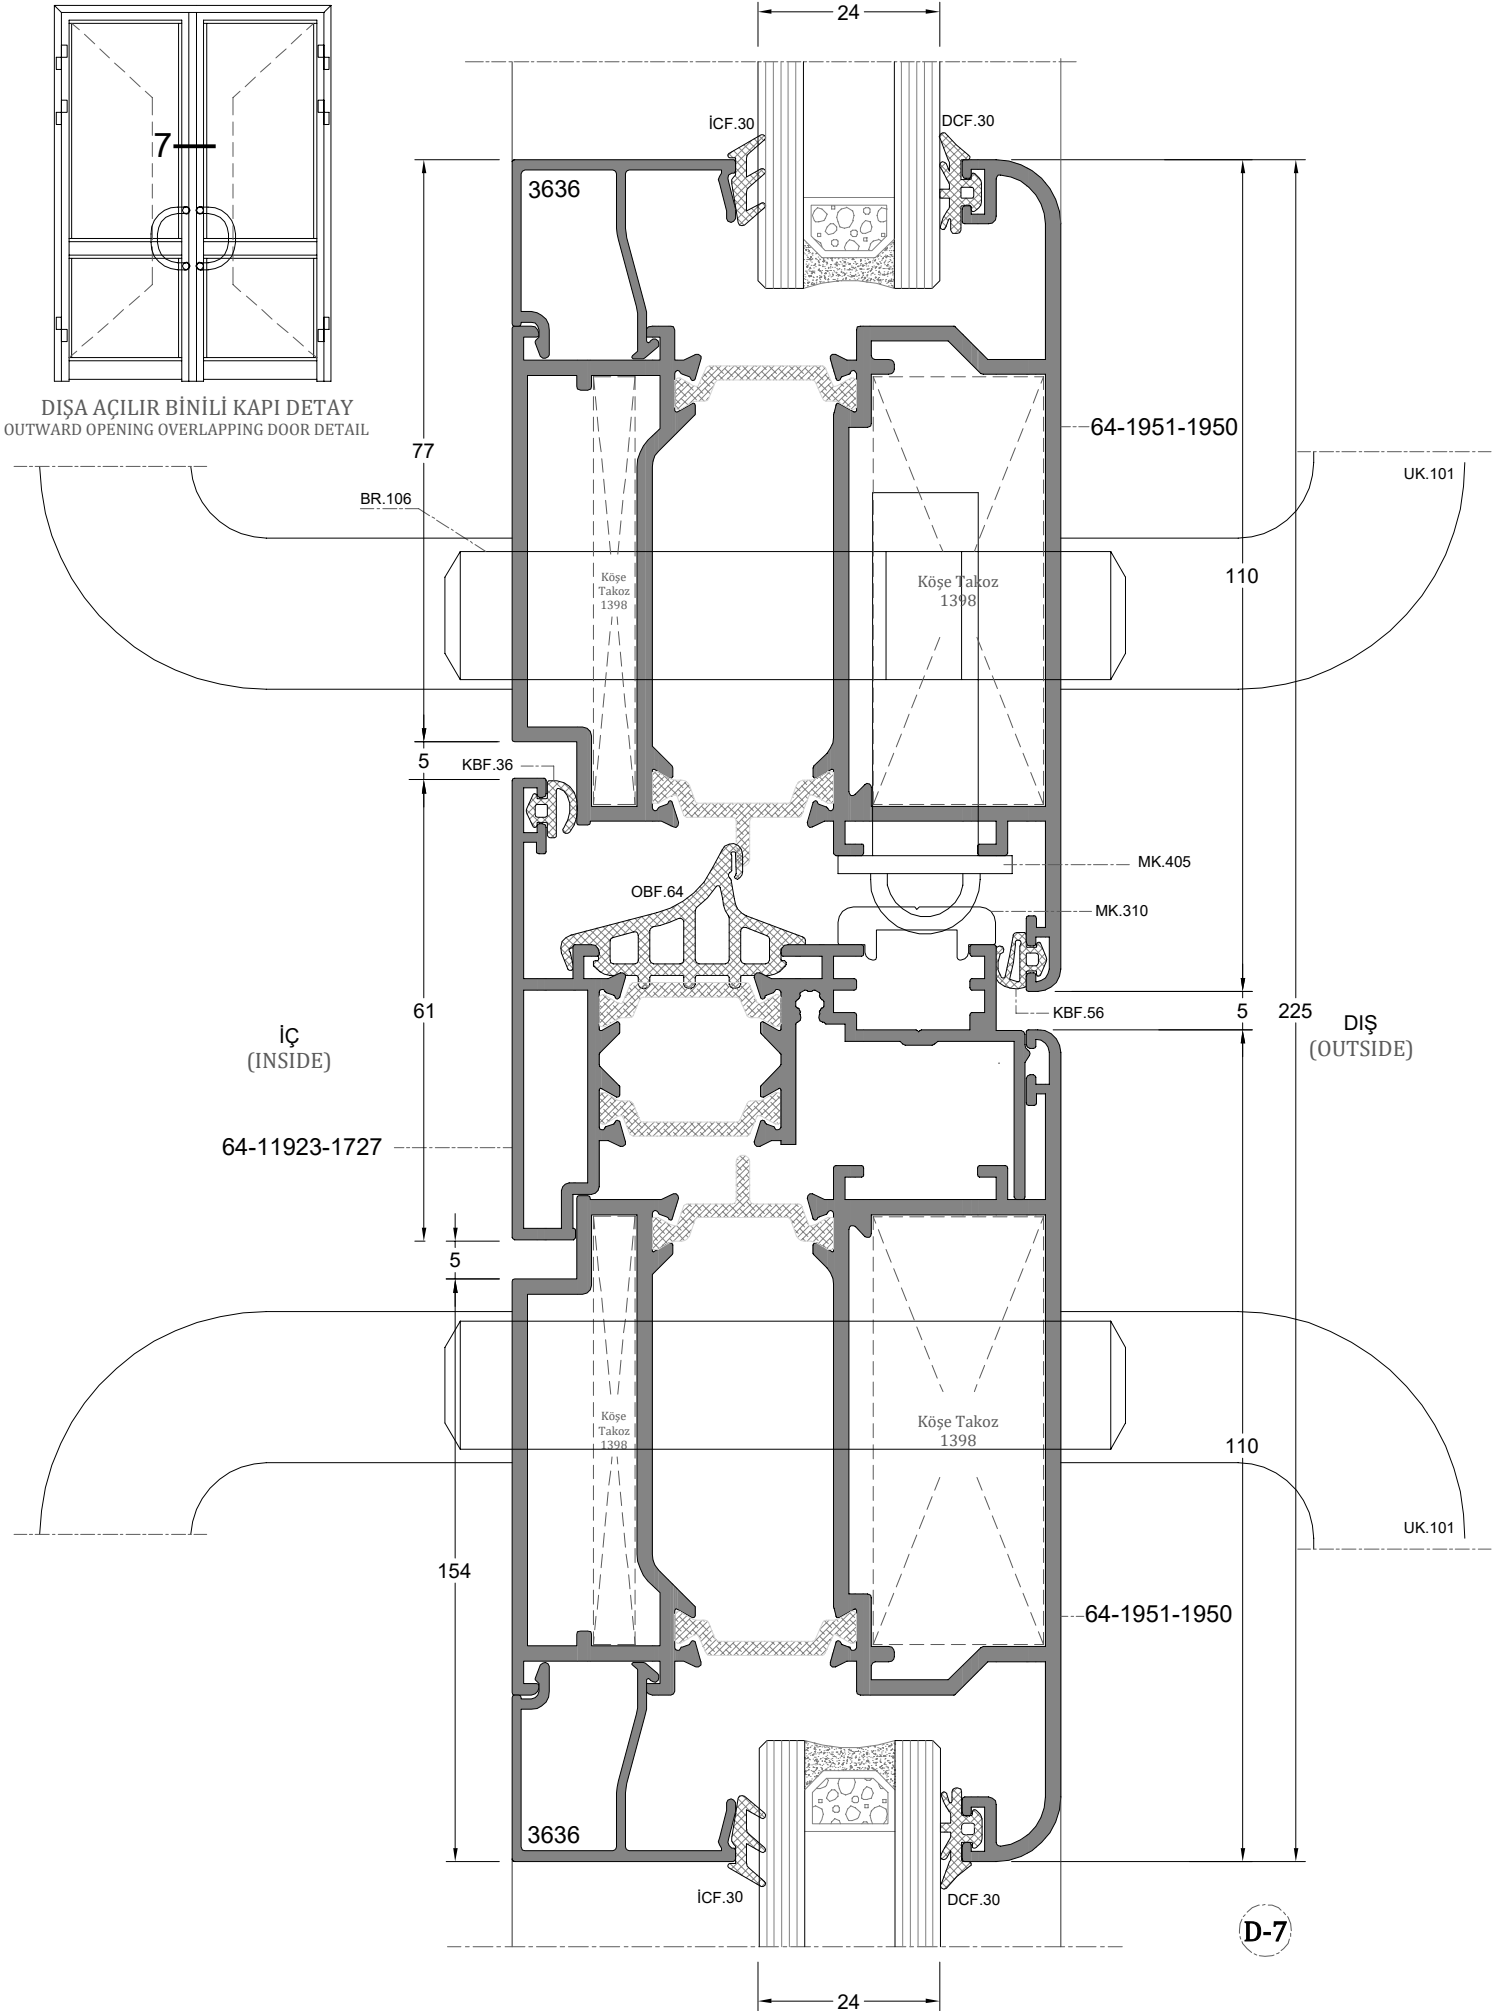 24
İCF.30
DCF.30
7
3636
DIŞA AÇILIR BİNİLİ KAPI DETAY
OUTWARD OPENING OVERLAPPING DOOR DETAIL
64-1951-1950
77
UK.101
BR.106
Köşe
Takoz
1398
Köşe Takoz
1398
110
5
KBF.36
MK.405
OBF.64
MK.310
61
KBF.56
5
225
İÇ
(INSIDE)
DIŞ
(OUTSIDE)
64-11923-1727
5
Köşe
Takoz
1398
Köşe Takoz
1398
110
UK.101
154
64-1951-1950
3636
İCF.30
DCF.30
D-7
24